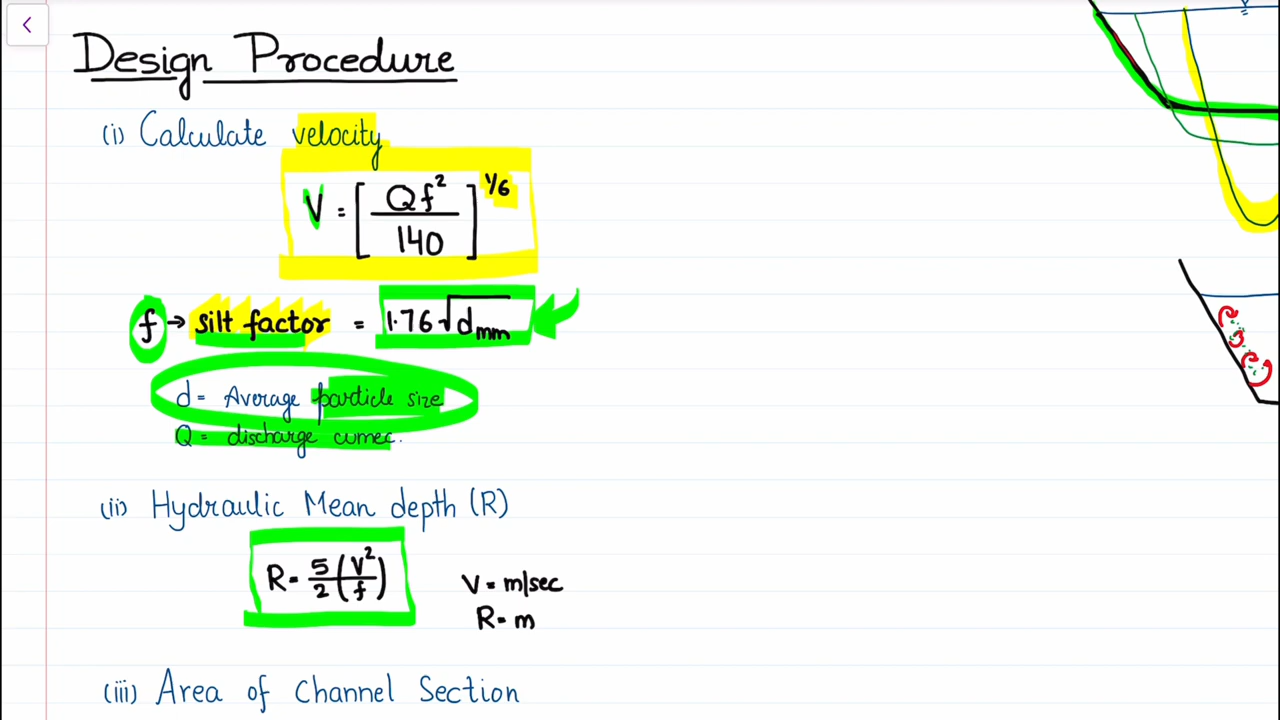 Design Procedure
(i) Calculate velocity
V = [Qf²/140]^1/6
f → silt factor = 1.76√d mm
d = Average particle size
Q = discharge cumec.
(ii) Hydraulic Mean depth (R)
R = 5/2 (V²/f)
V = m/sec
R = m
(iii) Area of Channel Section